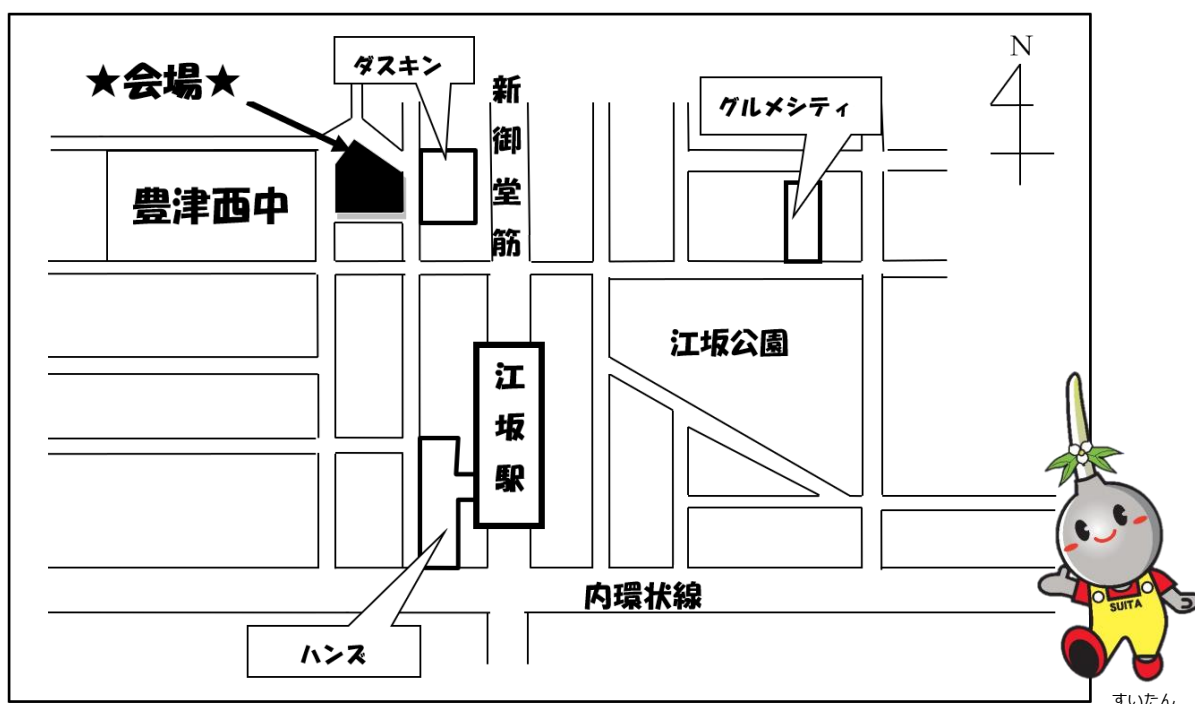 ダスキン
N
★会場★
新御堂筋
グルメシティ
豊津西中
江坂公園
江坂駅
内環状線
ハンズ
SUITA
すいたん